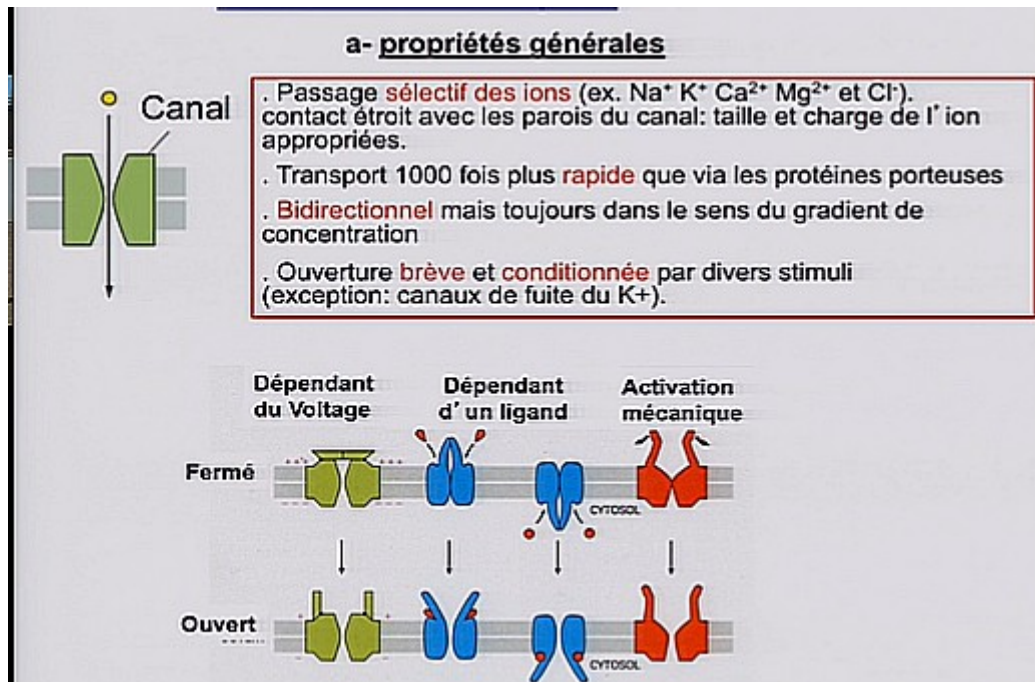 a- propriétés générales
Canal
. Passage sélectif des ions (ex. Na⁺ K⁺ Ca²⁺ Mg²⁺ et Cl⁻).
contact étroit avec les parois du canal: taille et charge de l'ion
appropriées.
. Transport 1000 fois plus rapide que via les protéines porteuses
. Bidirectionnel mais toujours dans le sens du gradient de
concentration
. Ouverture brève et conditionnée par divers stimuli
(exception: canaux de fuite du K+).
Dépendant
du Voltage
Dépendant
d'un ligand
Activation
mécanique
Fermé
CYTOSOL
Ouvert
CYTOSOL